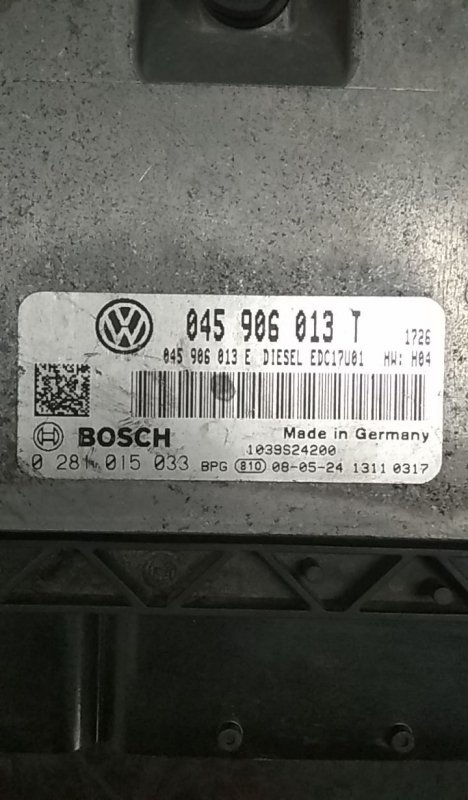 045 906 013 T 1726
045 906 013 E DIESEL EDC17U01 HW: H04
BOSCH Made in Germany
1039S24200
0 281 015 033 BPG 810 08-05-24 1311 0317